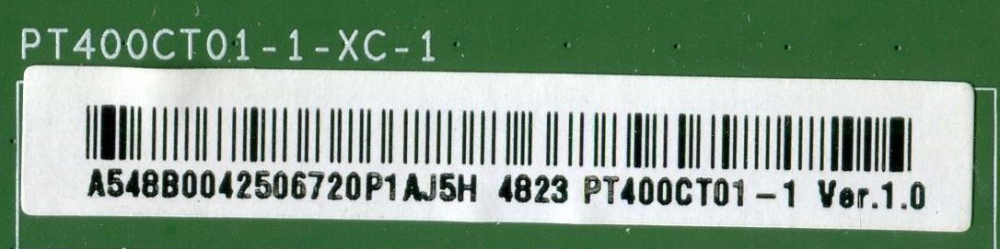 PT400CT01-1-XC-1
A548B0042506720P1AJ5H 4823 PT400CT01-1 Ver.1.0